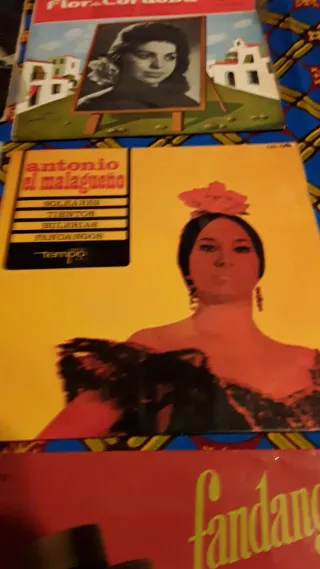 Flor de Córdoba
antonio
el malagueño
SOLEARES
TIENTOS
BULERIAS
FANDANGOS
Tempo
fandang